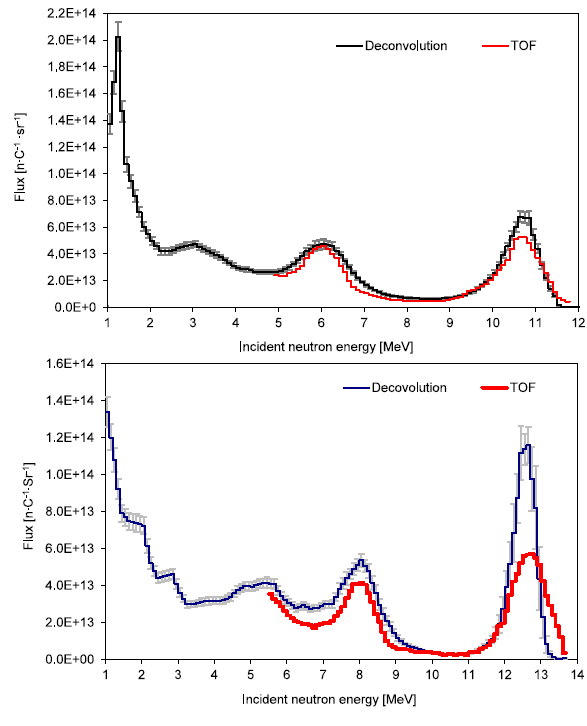 2.2E+14
2.0E+14
1.8E+14
1.6E+14
1.4E+14
1.2E+14
1.0E+14
8.0E+13
6.0E+13
4.0E+13
2.0E+13
0.0E+0
Flux [n·C⁻¹·sr⁻¹]
Deconvolution TOF
1 2 3 4 5 6 7 8 9 10 11 12
Incident neutron energy [MeV]
1.6E+14
1.4E+14
1.2E+14
1.0E+14
8.0E+13
6.0E+13
4.0E+13
2.0E+13
0.0E+00
Flux [n·C⁻¹·Sr⁻¹]
Decovolution TOF
1 2 3 4 5 6 7 8 9 10 11 12 13 14
Incident neutron energy [MeV]